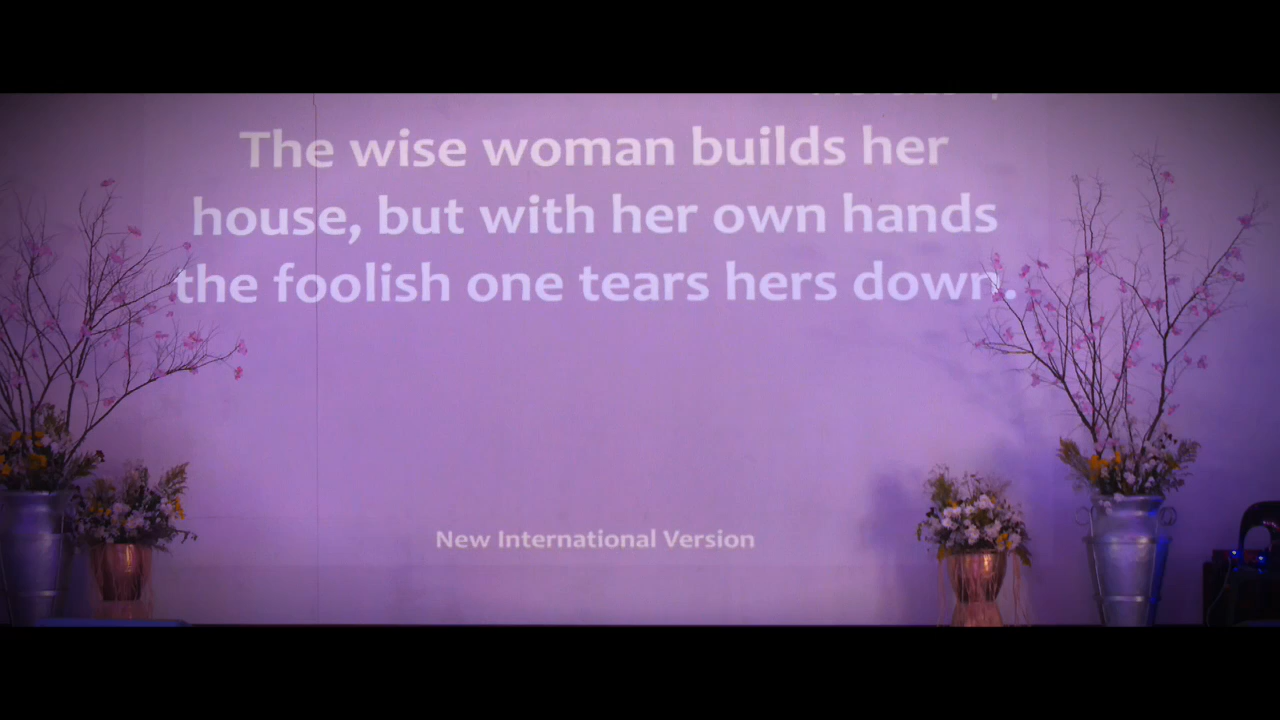 The wise woman builds her
house, but with her own hands
the foolish one tears hers down.
New International Version